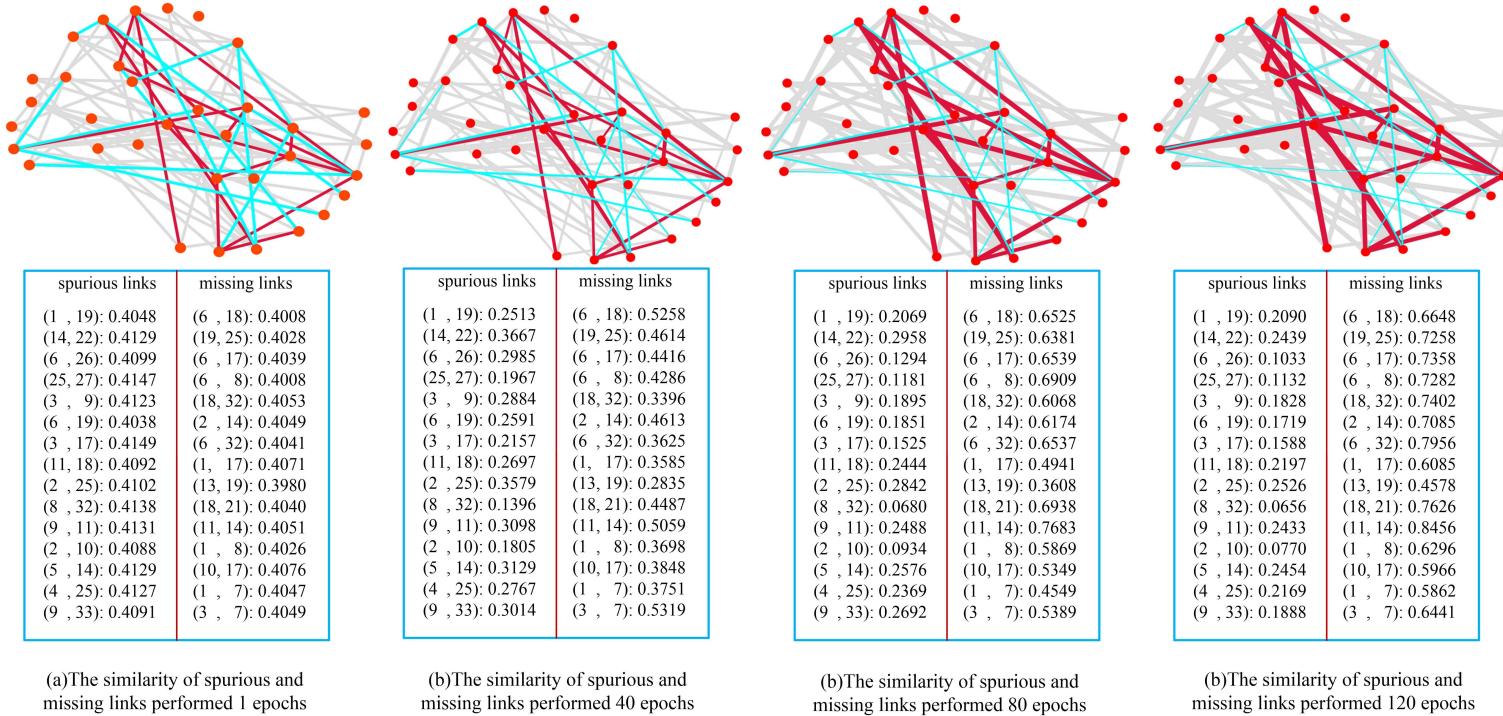 spurious links missing links
(1 , 19): 0.4048 (6 , 18): 0.4008
(14, 22): 0.4129 (19, 25): 0.4028
(6 , 26): 0.4099 (6 , 17): 0.4039
(25, 27): 0.4147 (6 , 8): 0.4008
(3 , 9): 0.4123 (18, 32): 0.4053
(6 , 19): 0.4038 (2 , 14): 0.4049
(3 , 17): 0.4149 (6 , 32): 0.4041
(11, 18): 0.4092 (1, 17): 0.4071
(2 , 25): 0.4102 (13, 19): 0.3980
(8 , 32): 0.4138 (18, 21): 0.4040
(9 , 11): 0.4131 (11, 14): 0.4051
(2 , 10): 0.4088 (1 , 8): 0.4026
(5 , 14): 0.4129 (10, 17): 0.4076
(4 , 25): 0.4127 (1 , 7): 0.4047
(9 , 33): 0.4091 (3 , 7): 0.4049
(a)The similarity of spurious and
missing links performed 1 epochs
spurious links missing links
(1 , 19): 0.2513 (6 , 18): 0.5258
(14, 22): 0.3667 (19, 25): 0.4614
(6 , 26): 0.2985 (6 , 17): 0.4416
(25, 27): 0.1967 (6 , 8): 0.4286
(3 , 9): 0.2884 (18, 32): 0.3396
(6 , 19): 0.2591 (2 , 14): 0.4613
(3 , 17): 0.2157 (6 , 32): 0.3625
(11, 18): 0.2697 (1, 17): 0.3585
(2 , 25): 0.3579 (13, 19): 0.2835
(8 , 32): 0.1396 (18, 21): 0.4487
(9 , 11): 0.3098 (11, 14): 0.5059
(2 , 10): 0.1805 (1 , 8): 0.3698
(5 , 14): 0.3129 (10, 17): 0.3848
(4 , 25): 0.2767 (1 , 7): 0.3751
(9 , 33): 0.3014 (3 , 7): 0.5319
(b)The similarity of spurious and
missing links performed 40 epochs
spurious links missing links
(1 , 19): 0.2069 (6 , 18): 0.6525
(14, 22): 0.2958 (19, 25): 0.6381
(6 , 26): 0.1294 (6 , 17): 0.6539
(25, 27): 0.1181 (6 , 8): 0.6909
(3 , 9): 0.1895 (18, 32): 0.6068
(6 , 19): 0.1851 (2 , 14): 0.6174
(3 , 17): 0.1525 (6 , 32): 0.6537
(11, 18): 0.2444 (1, 17): 0.4941
(2 , 25): 0.2842 (13, 19): 0.3608
(8 , 32): 0.0680 (18, 21): 0.6938
(9 , 11): 0.2488 (11, 14): 0.7683
(2 , 10): 0.0934 (1 , 8): 0.5869
(5 , 14): 0.2576 (10, 17): 0.5349
(4 , 25): 0.2369 (1 , 7): 0.4549
(9 , 33): 0.2692 (3 , 7): 0.5389
(b)The similarity of spurious and
missing links performed 80 epochs
spurious links missing links
(1 , 19): 0.2090 (6 , 18): 0.6648
(14, 22): 0.2439 (19, 25): 0.7258
(6 , 26): 0.1033 (6 , 17): 0.7358
(25, 27): 0.1132 (6 , 8): 0.7282
(3 , 9): 0.1828 (18, 32): 0.7402
(6 , 19): 0.1719 (2 , 14): 0.7085
(3 , 17): 0.1588 (6 , 32): 0.7956
(11, 18): 0.2197 (1, 17): 0.6085
(2 , 25): 0.2526 (13, 19): 0.4578
(8 , 32): 0.0656 (18, 21): 0.7626
(9 , 11): 0.2433 (11, 14): 0.8456
(2 , 10): 0.0770 (1 , 8): 0.6296
(5 , 14): 0.2454 (10, 17): 0.5966
(4 , 25): 0.2169 (1 , 7): 0.5862
(9 , 33): 0.1888 (3 , 7): 0.6441
(b)The similarity of spurious and
missing links performed 120 epochs